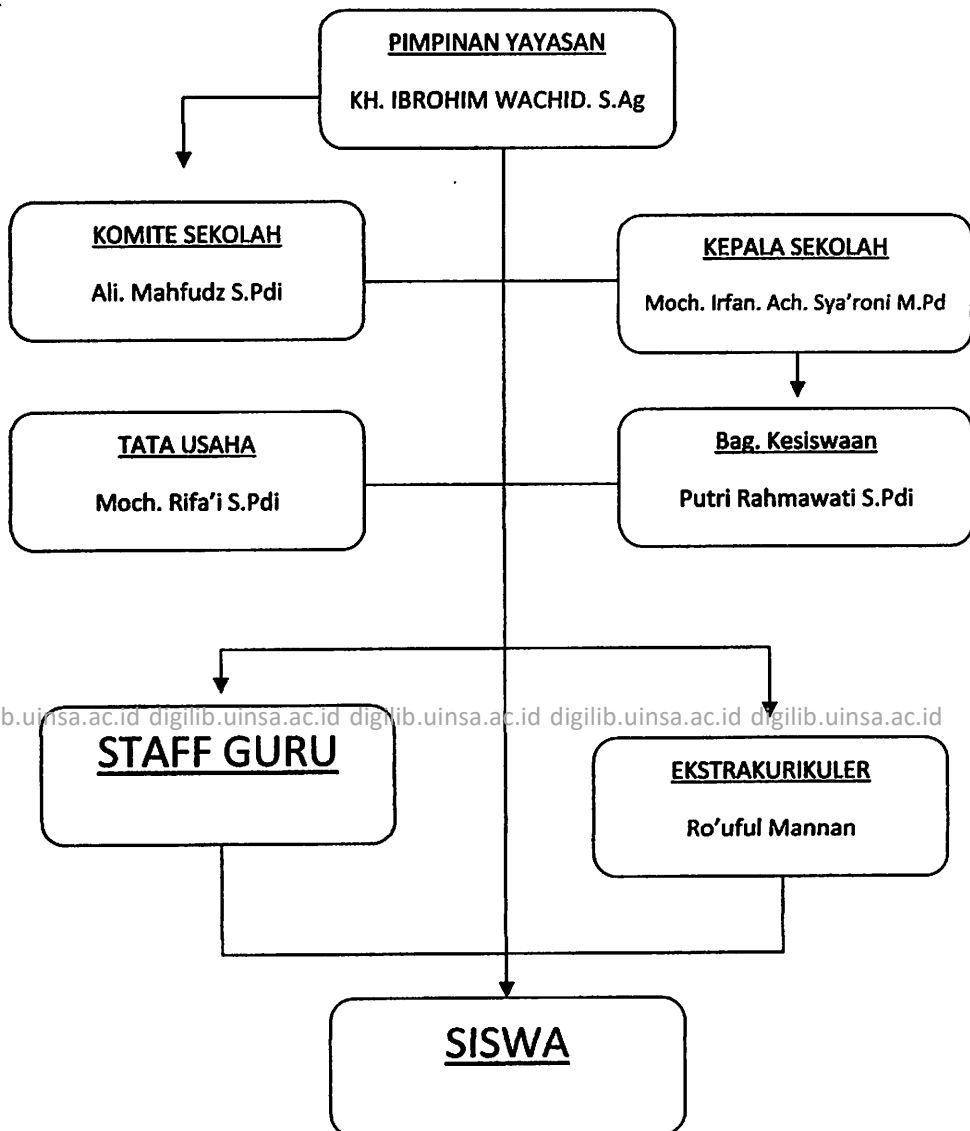 PIMPINAN YAYASAN
KH. IBROHIM WACHID. S.Ag
KOMITE SEKOLAH
Ali. Mahfudz S.Pdi
KEPALA SEKOLAH
Moch. Irfan. Ach. Sya'roni M.Pd
TATA USAHA
Moch. Rifa'i S.Pdi
Bag. Kesiswaan
Putri Rahmawati S.Pdi
b.uinsa.ac.id digilib.uinsa.ac.id digilib.uinsa.ac.id digilib.uinsa.ac.id digilib.uinsa.ac.id
STAFF GURU
EKSTRAKURIKULER
Ro'uful Mannan
SISWA